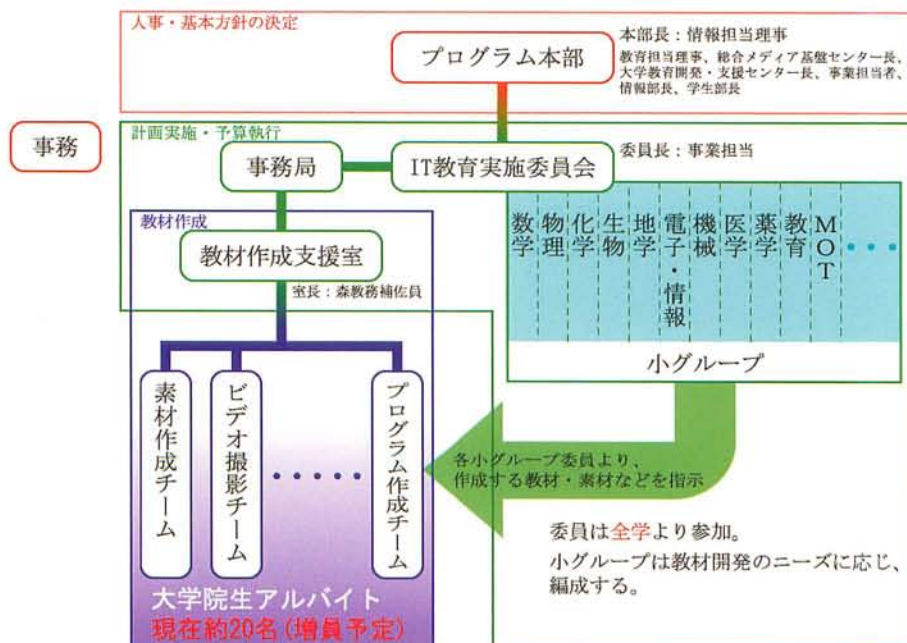 人事・基本方針の決定
プログラム本部
本部長：情報担当理事
教育担当理事、総合メディア基盤センター長、
大学教育開発・支援センター長、事業担当者、
情報部長、学生部長
事務
計画実施・予算執行
事務局
IT教育実施委員会
委員長：事業担当
数学
物理
化学
生物
地学
電子・情報
機械
医学
薬学
教育
MOT
・・・
小グループ
教材作成
教材作成支援室
室長：森教務補佐員
素材作成チーム
ビデオ撮影チーム
・・・・・
プログラム作成チーム
各小グループ委員より、
作成する教材・素材などを指示
委員は全学より参加。
小グループは教材開発のニーズに応じ、
編成する。
大学院生アルバイト
現在約20名（増員予定）